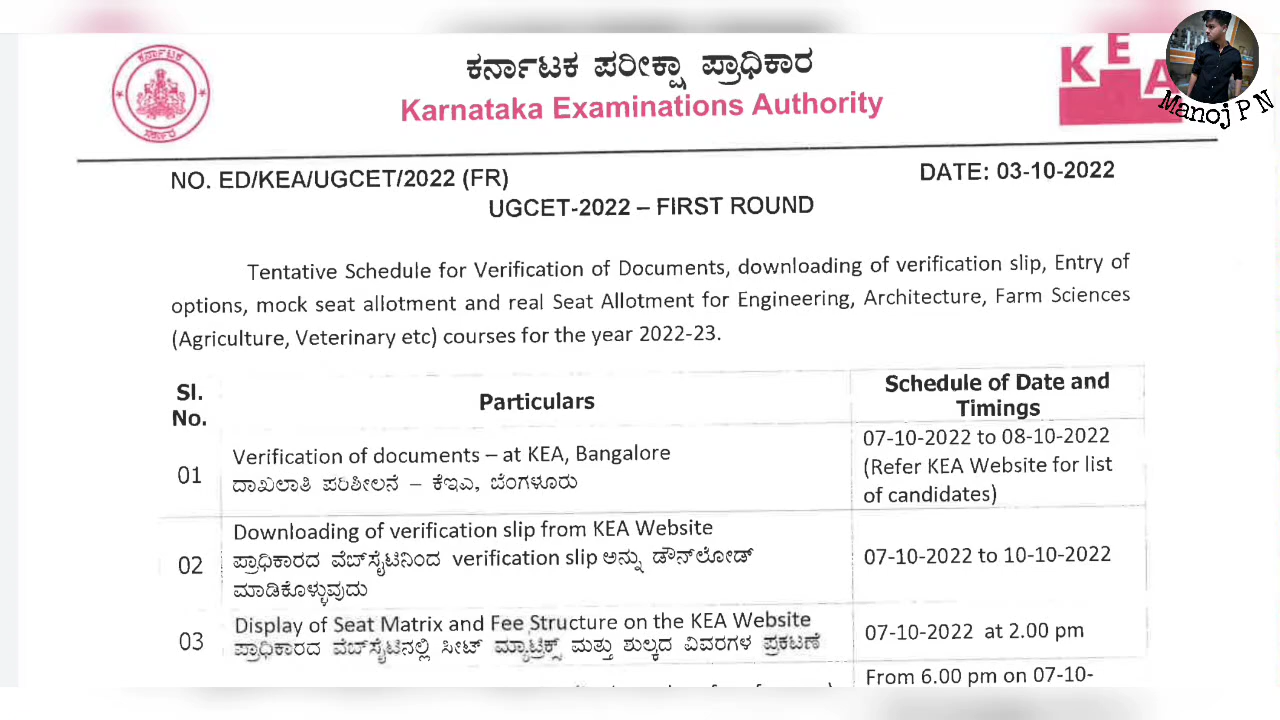 ಕರ್ನಾಟಕ ಪರೀಕ್ಷಾ ಪ್ರಾಧಿಕಾರ
Karnataka Examinations Authority
KEA
Manoj P N
NO. ED/KEA/UGCET/2022 (FR)
DATE: 03-10-2022
UGCET-2022 – FIRST ROUND
Tentative Schedule for Verification of Documents, downloading of verification slip, Entry of
options, mock seat allotment and real Seat Allotment for Engineering, Architecture, Farm Sciences
(Agriculture, Veterinary etc) courses for the year 2022-23.
Sl. No.
Particulars
Schedule of Date and
Timings
01
Verification of documents – at KEA, Bangalore
ದಾಖಲಾತಿ ಪರಿಶೀಲನೆ – ಕೆಇಎ, ಬೆಂಗಳೂರು
07-10-2022 to 08-10-2022
(Refer KEA Website for list
of candidates)
02
Downloading of verification slip from KEA Website
ಪ್ರಾಧಿಕಾರದ ವೆಬ್‌ಸೈಟಿನಿಂದ verification slip ಅನ್ನು ಡೌನ್‌ಲೋಡ್
ಮಾಡಿಕೊಳ್ಳುವುದು
07-10-2022 to 10-10-2022
03
Display of Seat Matrix and Fee Structure on the KEA Website
ಪ್ರಾಧಿಕಾರದ ವೆಬ್‌ಸೈಟಿನಲ್ಲಿ ಸೀಟ್ ಮ್ಯಾಟ್ರಿಕ್ಸ್ ಮತ್ತು ಶುಲ್ಕದ ವಿವರಗಳ ಪ್ರಕಟಣೆ
07-10-2022 at 2.00 pm
From 6.00 pm on 07-10-